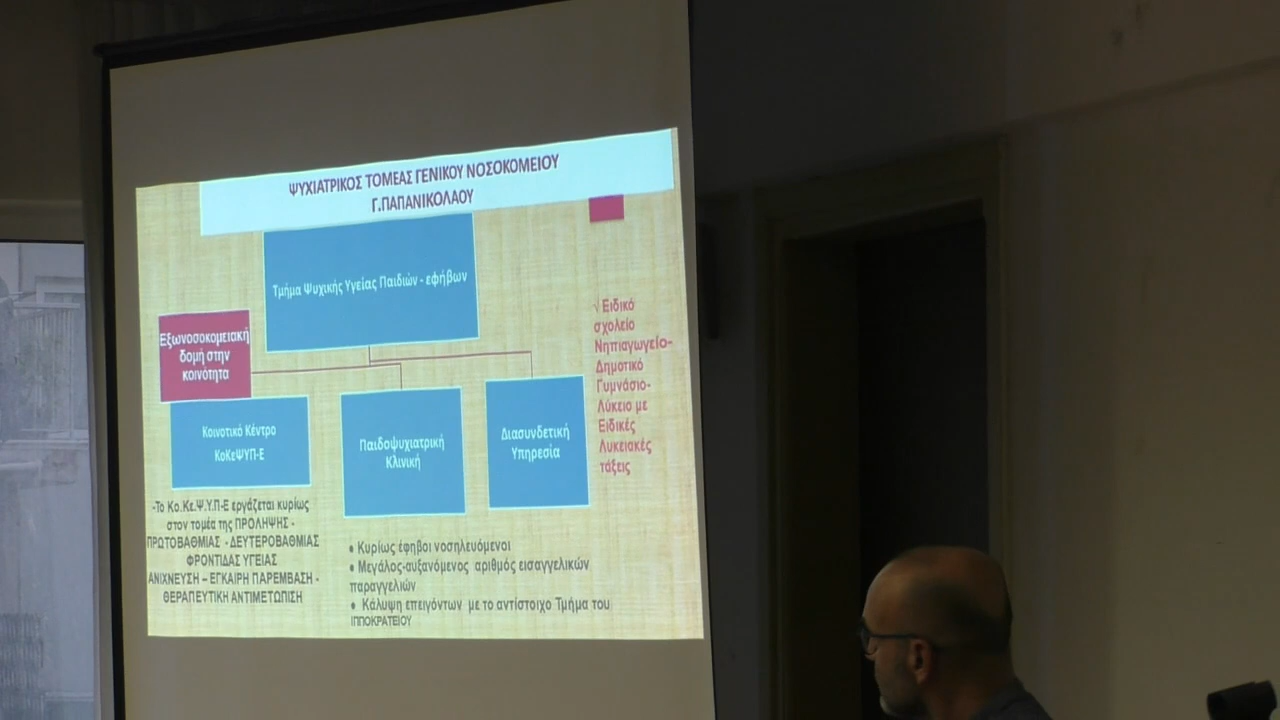 ΨΥΧΙΑΤΡΙΚΟΣ ΤΟΜΕΑΣ ΓΕΝΙΚΟΥ ΝΟΣΟΚΟΜΕΙΟΥ
Γ.ΠΑΠΑΝΙΚΟΛΑΟΥ
Τμήμα Ψυχικής Υγείας Παιδιών - εφήβων
Εξωνοσοκομειακή
δομή στην
κοινότητα
Κοινοτικό Κέντρο
ΚοΚεΨΥΠ-Ε
Παιδοψυχιατρική
Κλινική
Διασυνδετική
Υπηρεσία
√ Ειδικό
σχολείο
Νηπιαγωγείο-
Δημοτικό
Γυμνάσιο-
Λύκειο με
Ειδικές
Λυκειακές
τάξεις
-Το Κο.Κε.Ψ.Υ.Π-Ε εργάζεται κυρίως
στον τομέα της ΠΡΟΛΗΨΗΣ -
ΠΡΩΤΟΒΑΘΜΙΑΣ - ΔΕΥΤΕΡΟΒΑΘΜΙΑΣ
ΦΡΟΝΤΙΔΑΣ ΥΓΕΙΑΣ
ΑΝΙΧΝΕΥΣΗ – ΕΓΚΑΙΡΗ ΠΑΡΕΜΒΑΣΗ -
ΘΕΡΑΠΕΥΤΙΚΗ ΑΝΤΙΜΕΤΩΠΙΣΗ
• Κυρίως έφηβοι νοσηλευόμενοι
• Μεγάλος-αυξανόμενος αριθμός εισαγγελικών
παραγγελιών
• Κάλυψη επειγόντων με το αντίστοιχο Τμήμα του
ΙΠΠΟΚΡΑΤΕΙΟΥ